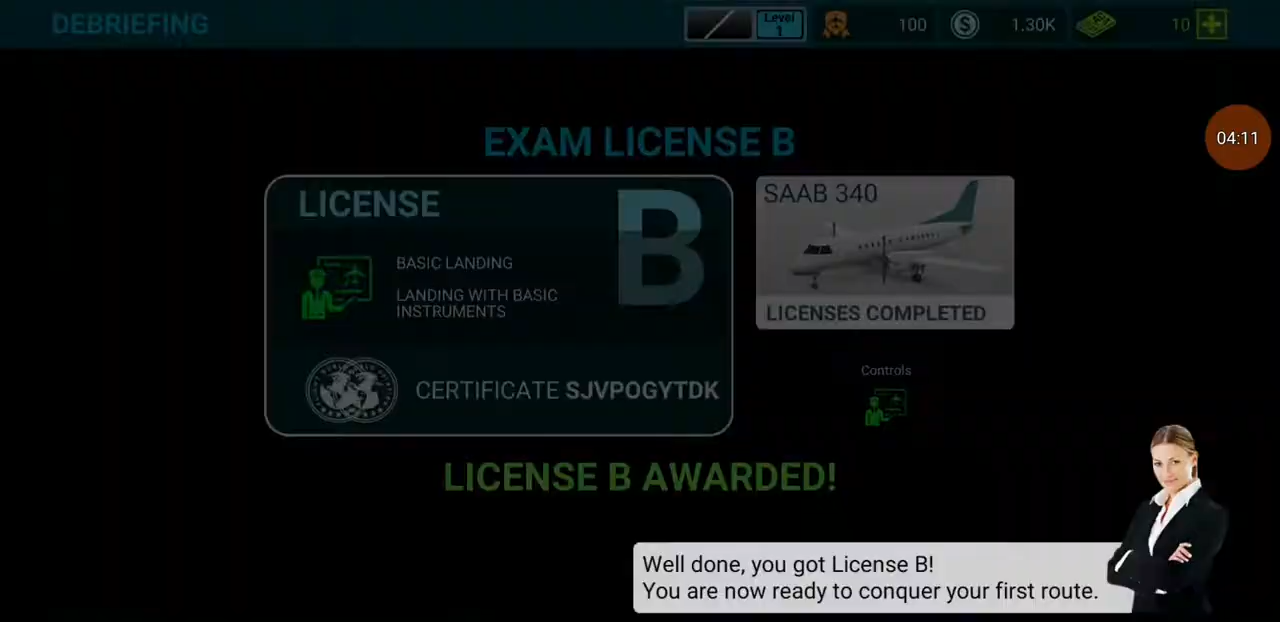 DEBRIEFING
Level
1
100
1.30K
10
04:11
EXAM LICENSE B
LICENSE
B
BASIC LANDING
LANDING WITH BASIC
INSTRUMENTS
CERTIFICATE SJVPOGYTDK
SAAB 340
LICENSES COMPLETED
Controls
LICENSE B AWARDED!
Well done, you got License B!
You are now ready to conquer your first route.